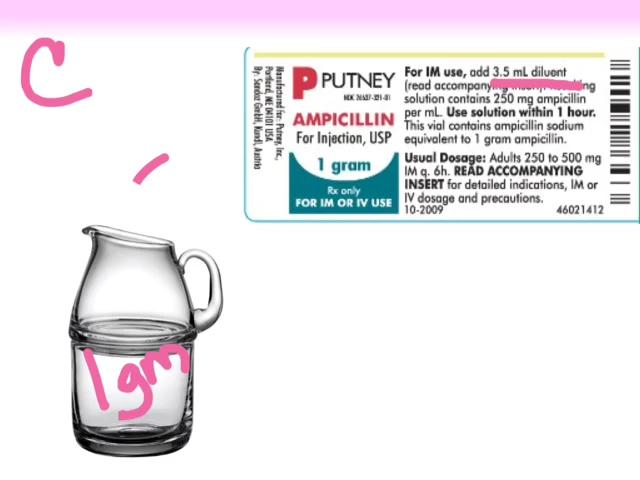 C
Manufactured for: Putney, Inc.,
Portland, ME 04101 USA
By: Sandoz GmbH, Kundl, Austria
PUTNEY
NDC 26637-321-01
AMPICILLIN
For Injection, USP
1 gram
Rx only
FOR IM OR IV USE
For IM use, add 3.5 mL diluent
(read accompanying insert). Resulting
solution contains 250 mg ampicillin
per mL. Use solution within 1 hour.
This vial contains ampicillin sodium
equivalent to 1 gram ampicillin.
Usual Dosage: Adults 250 to 500 mg
IM q. 6h. READ ACCOMPANYING
INSERT for detailed indications, IM or
IV dosage and precautions.
10-2009 46021412
1gm